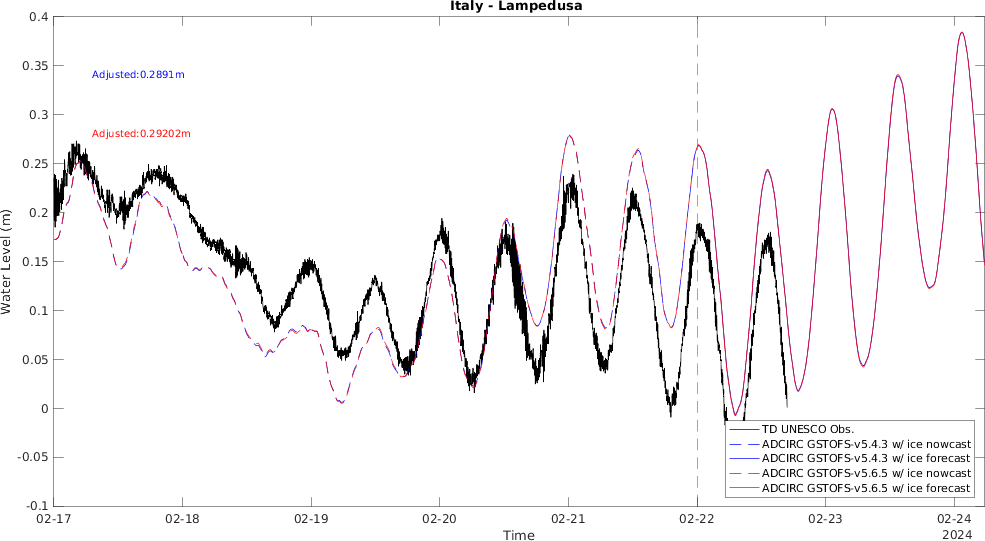 Italy - Lampedusa
Adjusted:0.2891m
Adjusted:0.29202m
Water Level (m)
0.4
0.35
0.3
0.25
0.2
0.15
0.1
0.05
0
-0.05
-0.1
TD UNESCO Obs.
ADCIRC GSTOFS-v5.4.3 w/ ice nowcast
ADCIRC GSTOFS-v5.4.3 w/ ice forecast
ADCIRC GSTOFS-v5.6.5 w/ ice nowcast
ADCIRC GSTOFS-v5.6.5 w/ ice forecast
02-17 02-18 02-19 02-20 02-21 02-22 02-23 02-24
Time
2024